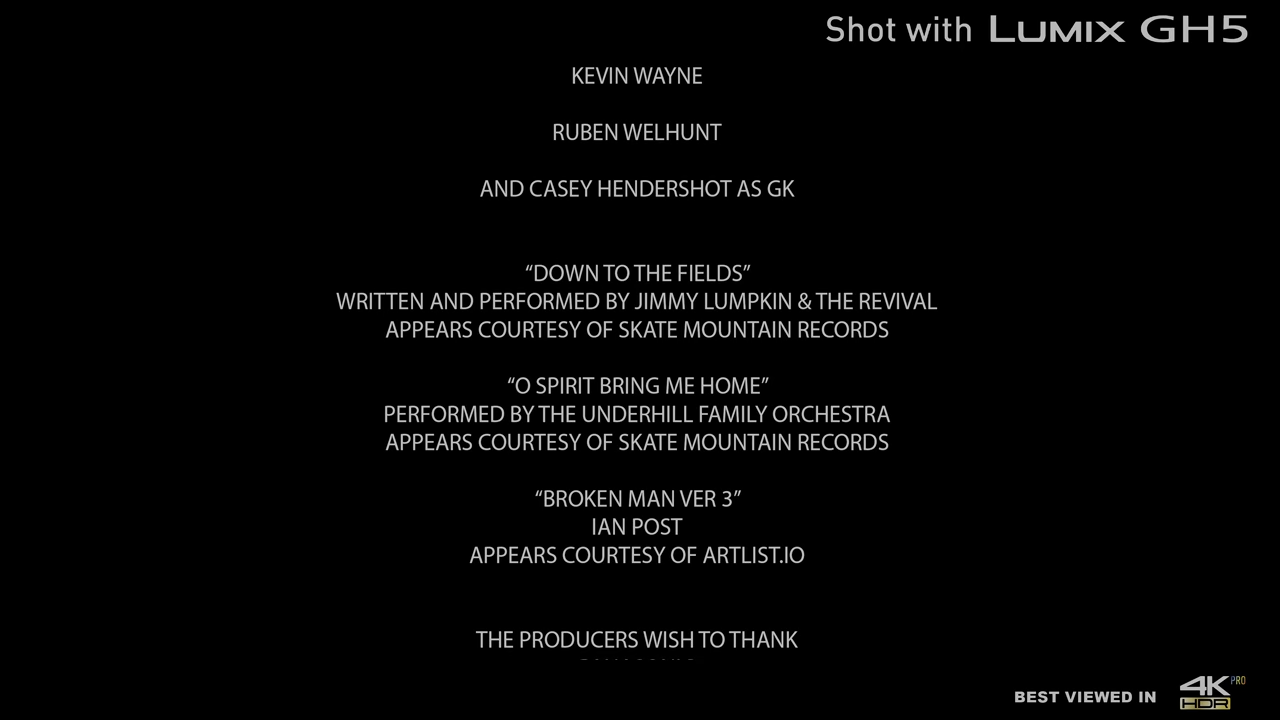 Shot with LUMIX GH5
KEVIN WAYNE
RUBEN WELHUNT
AND CASEY HENDERSHOT AS GK
“DOWN TO THE FIELDS”
WRITTEN AND PERFORMED BY JIMMY LUMPKIN & THE REVIVAL
APPEARS COURTESY OF SKATE MOUNTAIN RECORDS
“O SPIRIT BRING ME HOME”
PERFORMED BY THE UNDERHILL FAMILY ORCHESTRA
APPEARS COURTESY OF SKATE MOUNTAIN RECORDS
“BROKEN MAN VER 3”
IAN POST
APPEARS COURTESY OF ARTLIST.IO
THE PRODUCERS WISH TO THANK
BEST VIEWED IN 4K PRO
HDR